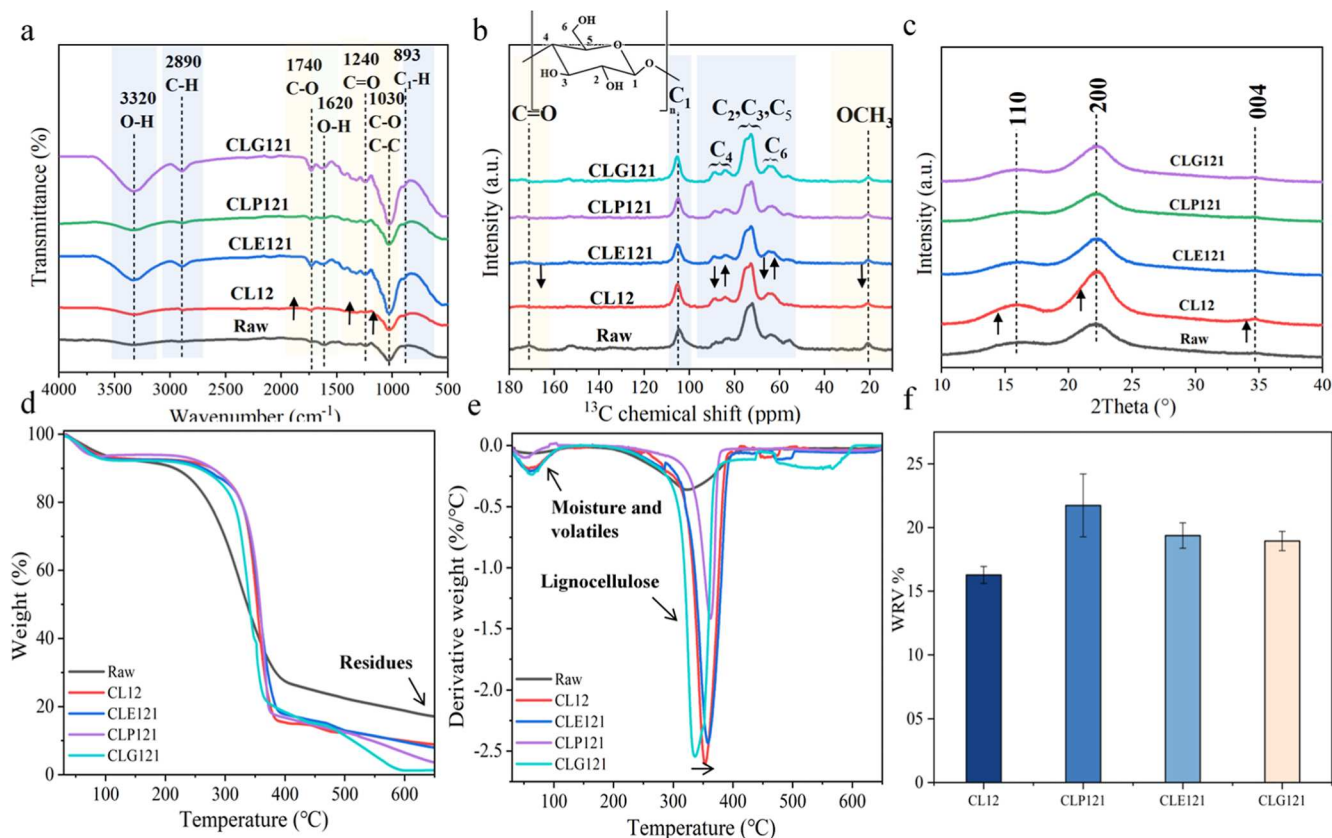 a
3320
O-H
2890
C-H
1740
C-O
1620
O-H
1240
C=O
1030
C-O
C-C
893
C₁-H
CLG121
CLP121
CLE121
CL12
Raw
Transmittance (%)
4000 3500 3000 2500 2000 1500 1000 500
Wavenumber (cm⁻¹)
b
6 OH
4 5 O
HO 3 2 1 O
OH
n
C=O
C₁
C₂,C₃,C₅
C₄
C₆
OCH₃
CLG121
CLP121
CLE121
CL12
Raw
Intensity (a.u.)
180 160 140 120 100 80 60 40 20
¹³C chemical shift (ppm)
c
110
200
004
CLG121
CLP121
CLE121
CL12
Raw
Intensity (a.u.)
10 15 20 25 30 35 40
2Theta (°)
d
100
80
60
40
20
0
Weight (%)
Residues
Raw
CL12
CLE121
CLP121
CLG121
100 200 300 400 500 600
Temperature (℃)
e
0.0
-0.5
-1.0
-1.5
-2.0
-2.5
Derivative weight (%/℃)
Moisture and
volatiles
Lignocellulose
Raw
CL12
CLE121
CLP121
CLG121
100 200 300 400 500 600
Temperature (℃)
f
25
20
15
10
05
0
WRV %
CL12 CLP121 CLE121 CLG121